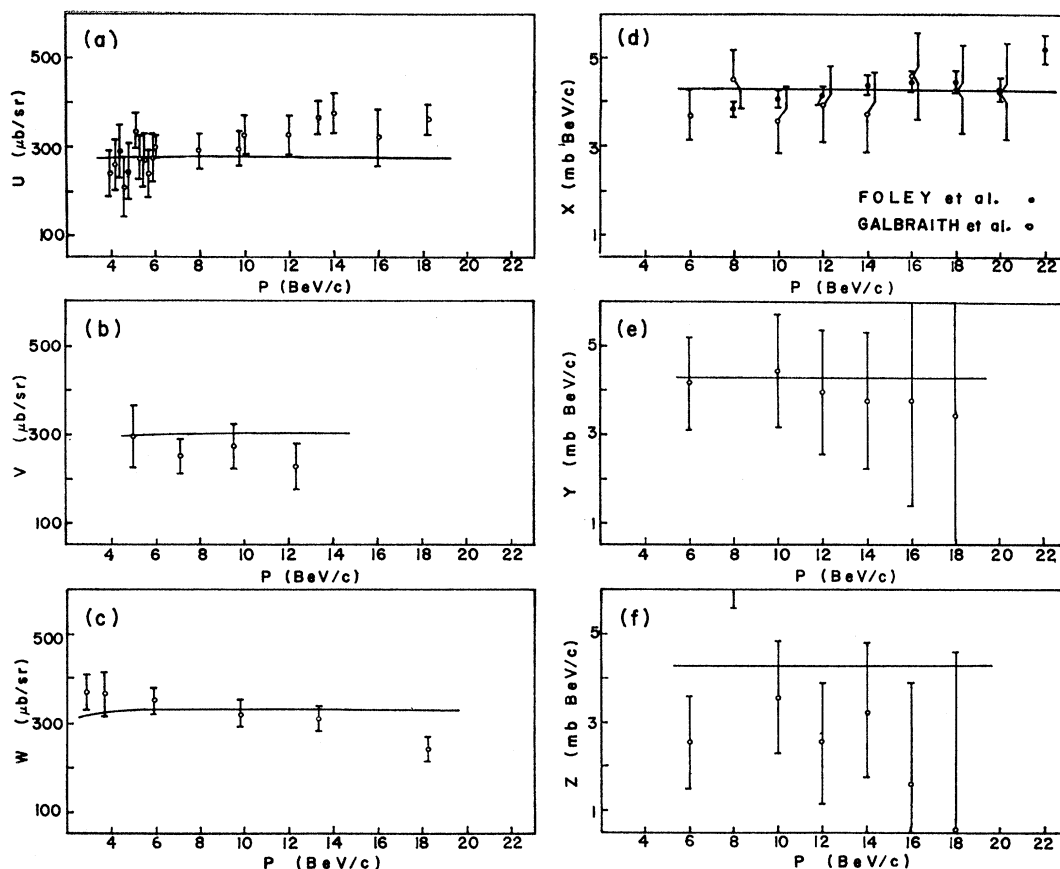 (a)
500
300
100
U (μb/sr)
4 6 8 10 12 14 16 18 20 22
P (BeV/c)
(b)
500
300
100
V (μb/sr)
4 6 8 10 12 14 16 18 20 22
P (BeV/c)
(c)
500
300
100
W (μb/sr)
4 6 8 10 12 14 16 18 20 22
P (BeV/c)
(d)
5
3
1
X (mb BeV/c)
FOLEY et al.
GALBRAITH et al.
4 6 8 10 12 14 16 18 20 22
P (BeV/c)
(e)
5
3
1
Y (mb BeV/c)
4 6 8 10 12 14 16 18 20 22
P (BeV/c)
(f)
5
3
1
Z (mb BeV/c)
4 6 8 10 12 14 16 18 20 22
P (BeV/c)